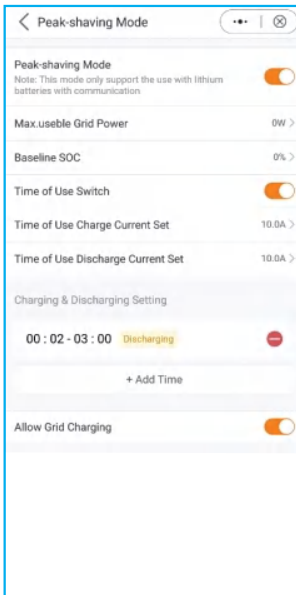 Peak-shaving Mode
Peak-shaving Mode
Note: This mode only support the use with lithium
batteries with communication
Max.useble Grid Power 0W >
Baseline SOC 0% >
Time of Use Switch
Time of Use Charge Current Set 10.0A >
Time of Use Discharge Current Set 10.0A >
Charging & Discharging Setting
00 : 02 - 03 : 00 Discharging
+ Add Time
Allow Grid Charging